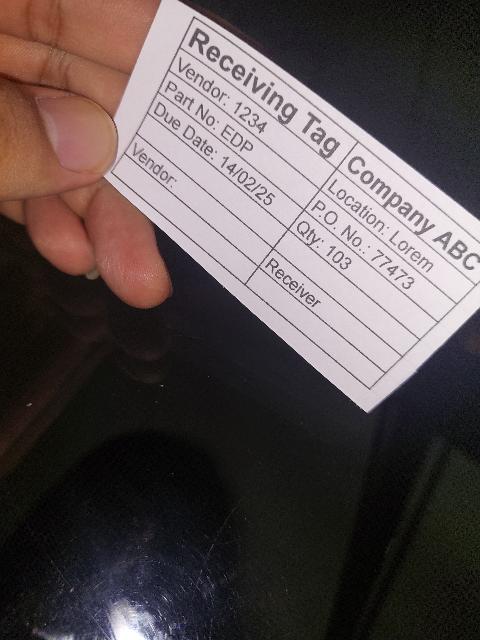 Receiving Tag Company ABC
Vendor: 1234 Location: Lorem
Part No: EDP P.O. No.: 77473
Due Date: 14/02/25 Qty: 103
Vendor: Receiver